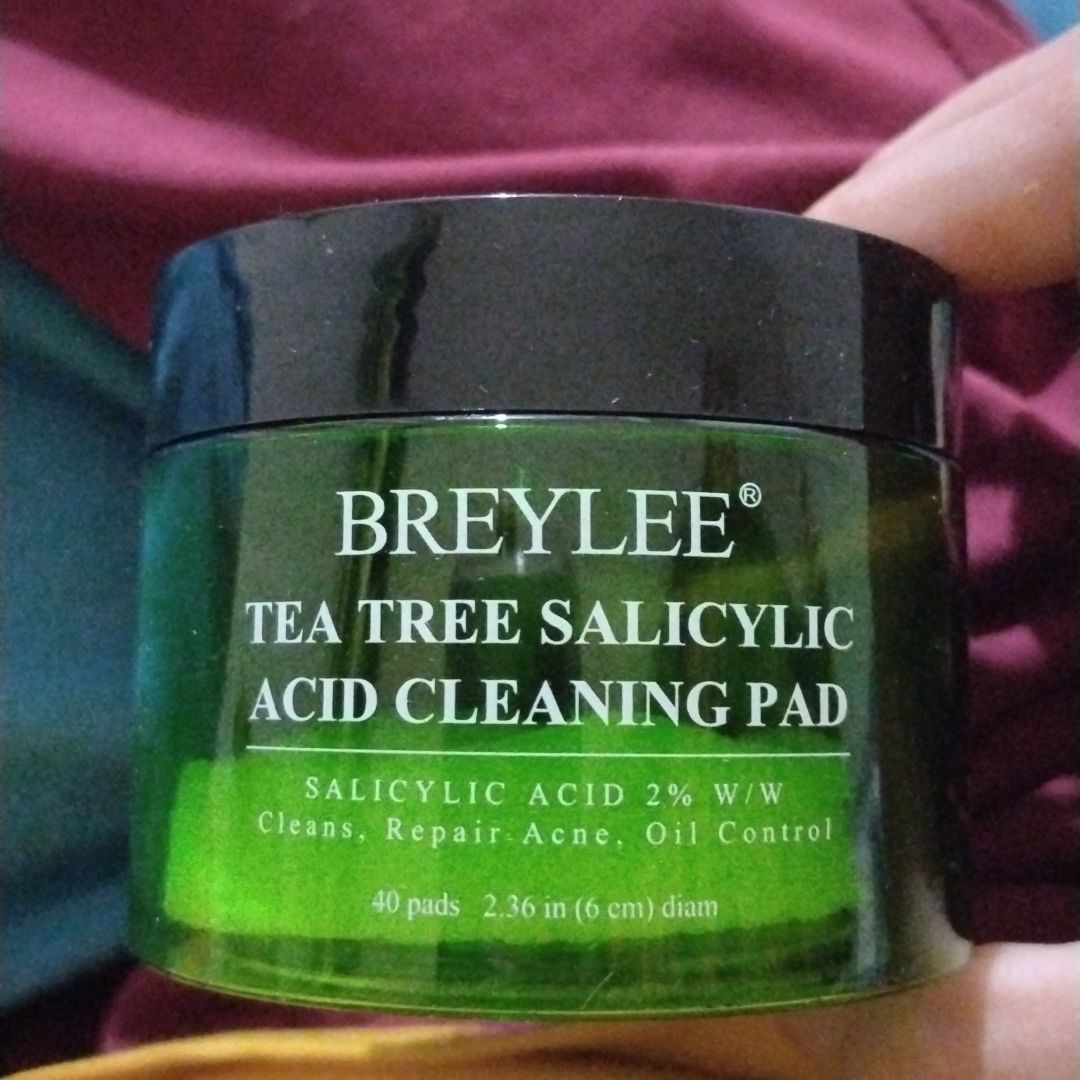 BREYLEE®
TEA TREE SALICYLIC
ACID CLEANING PAD
SALICYLIC ACID 2% W/W
Cleans, Repair Acne, Oil Control
40 pads 2.36 in (6 cm) diam